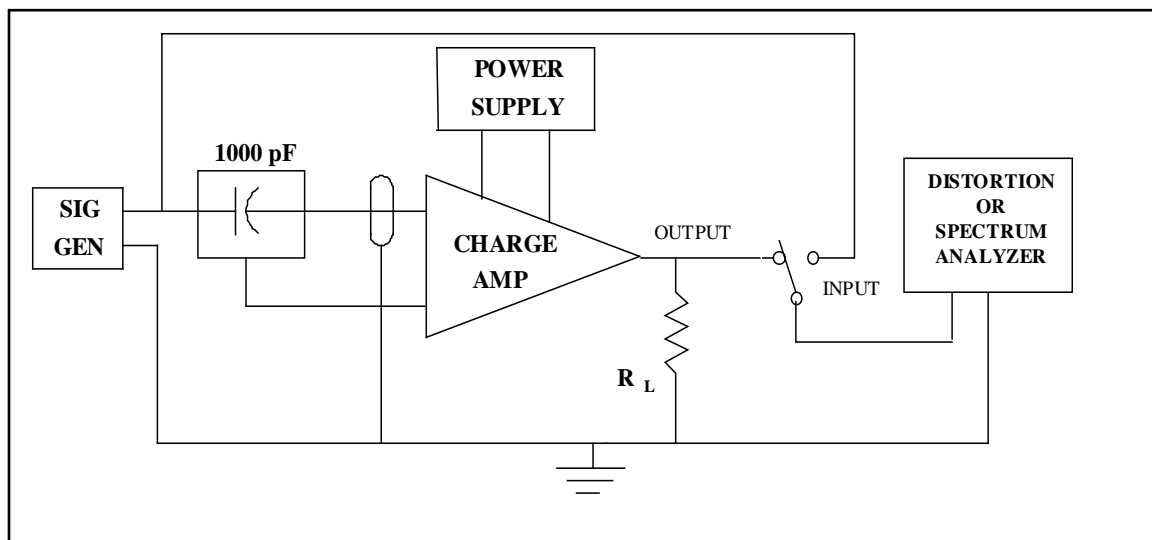 POWER
SUPPLY
1000 pF
SIG
GEN
CHARGE
AMP
OUTPUT
INPUT
DISTORTION
OR
SPECTRUM
ANALYZER
R L